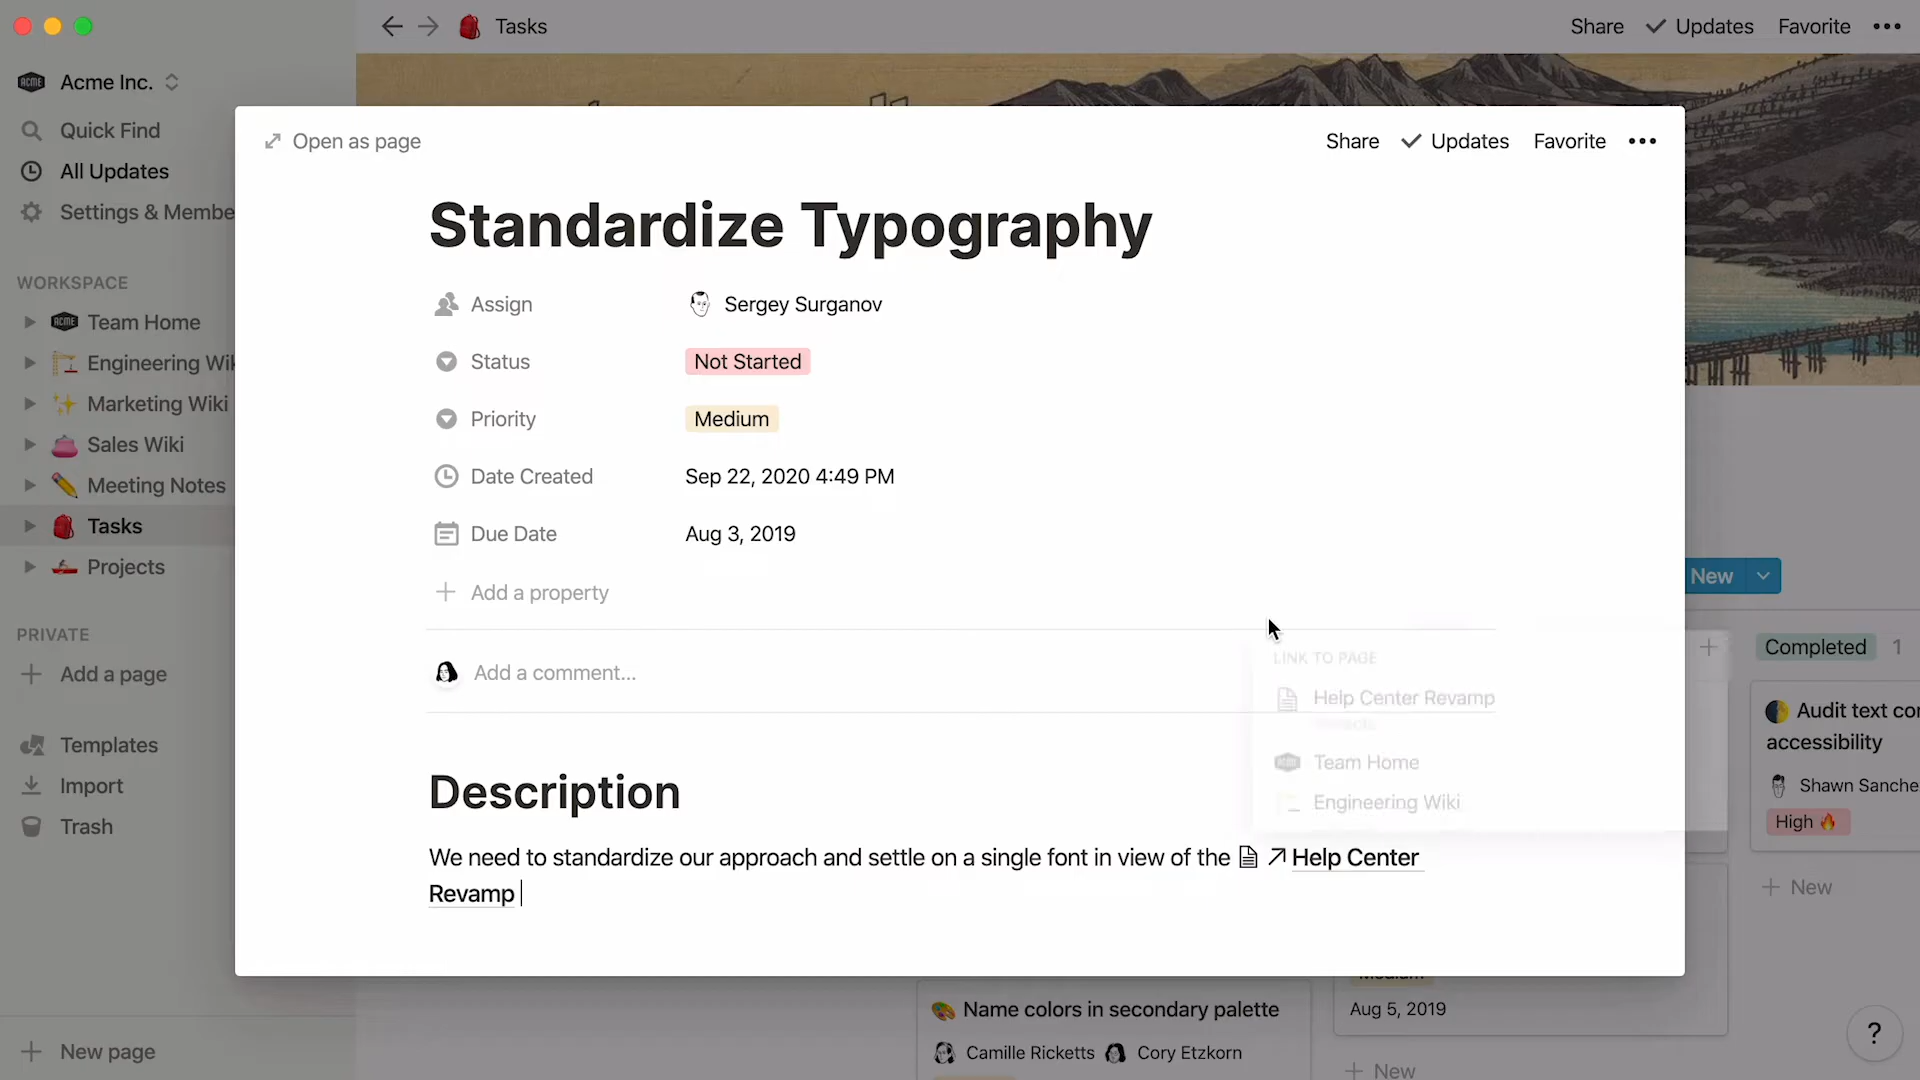 Tasks
Share
Updates
Favorite
•••
ACME
Acme Inc.
Quick Find
All Updates
Settings & Membe
WORKSPACE
ACME Team Home
Engineering Wik
Marketing Wiki
Sales Wiki
Meeting Notes
Tasks
Projects
PRIVATE
+ Add a page
Templates
Import
Trash
+ New page
Open as page
Share
Updates
Favorite
•••
Standardize Typography
Assign Sergey Surganov
Status Not Started
Priority Medium
Date Created Sep 22, 2020 4:49 PM
Due Date Aug 3, 2019
+ Add a property
Add a comment...
LINK TO PAGE
Help Center Revamp
Team Home
Engineering Wiki
Description
We need to standardize our approach and settle on a single font in view of the ↗Help Center
Revamp
New
+
Completed 1
Audit text co
accessibility
Shawn Sanche
High 🔥
+ New
Name colors in secondary palette
Camille Ricketts Cory Etzkorn
Medium
Aug 5, 2019
+ New
?